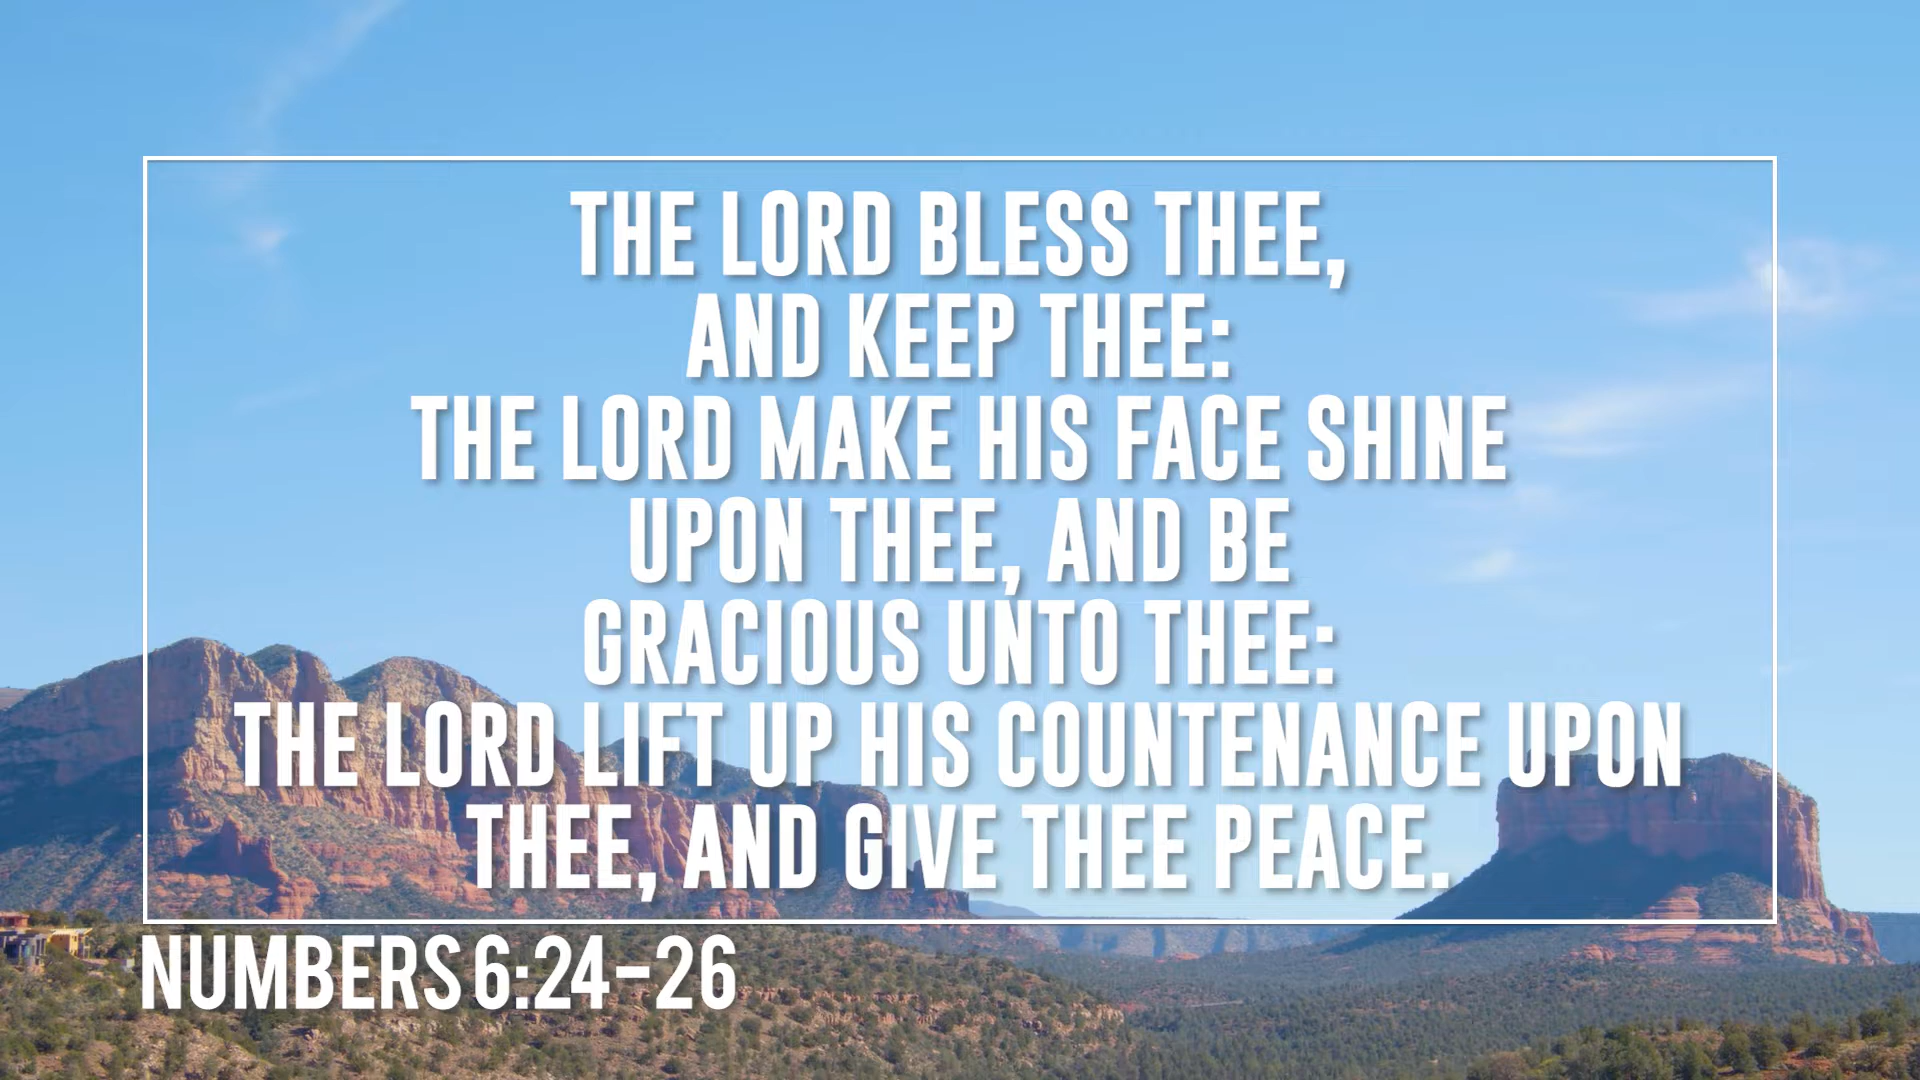 THE LORD BLESS THEE,
AND KEEP THEE:
THE LORD MAKE HIS FACE SHINE
UPON THEE, AND BE
GRACIOUS UNTO THEE:
THE LORD LIFT UP HIS COUNTENANCE UPON
THEE, AND GIVE THEE PEACE.
NUMBERS 6:24-26